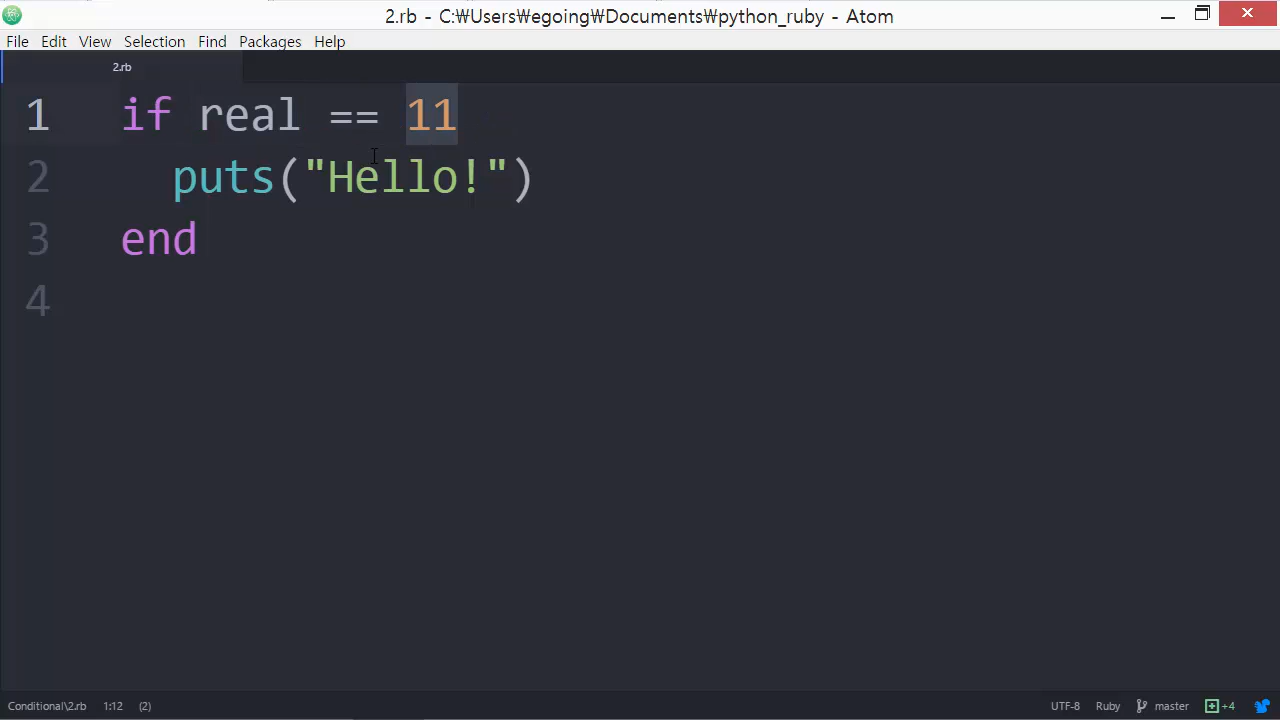 2.rb - C:₩Users₩egoing₩Documents₩python_ruby - Atom
File Edit View Selection Find Packages Help
2.rb
1 if real == 11
2 puts("Hello!")
3 end
4
Conditional\2.rb 1:12 (2) UTF-8 Ruby master +4